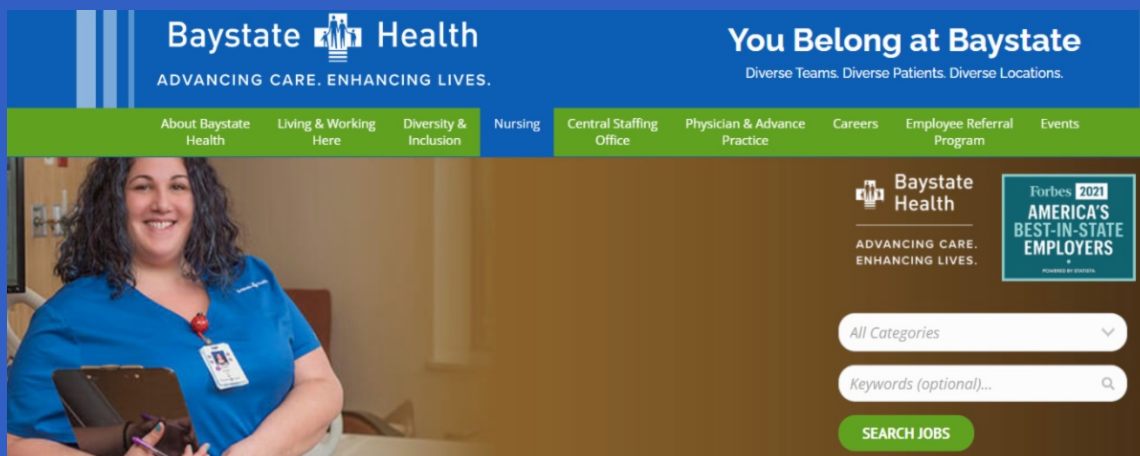 Baystate Health
ADVANCING CARE. ENHANCING LIVES.
You Belong at Baystate
Diverse Teams. Diverse Patients. Diverse Locations.
About Baystate
Health
Living & Working
Here
Diversity &
Inclusion
Nursing
Central Staffing
Office
Physician & Advance
Practice
Careers
Employee Referral
Program
Events
Baystate
Health
ADVANCING CARE.
ENHANCING LIVES.
Forbes 2021
AMERICA'S
BEST-IN-STATE
EMPLOYERS
POWERED BY STATISTA
All Categories
Keywords (optional)...
SEARCH JOBS